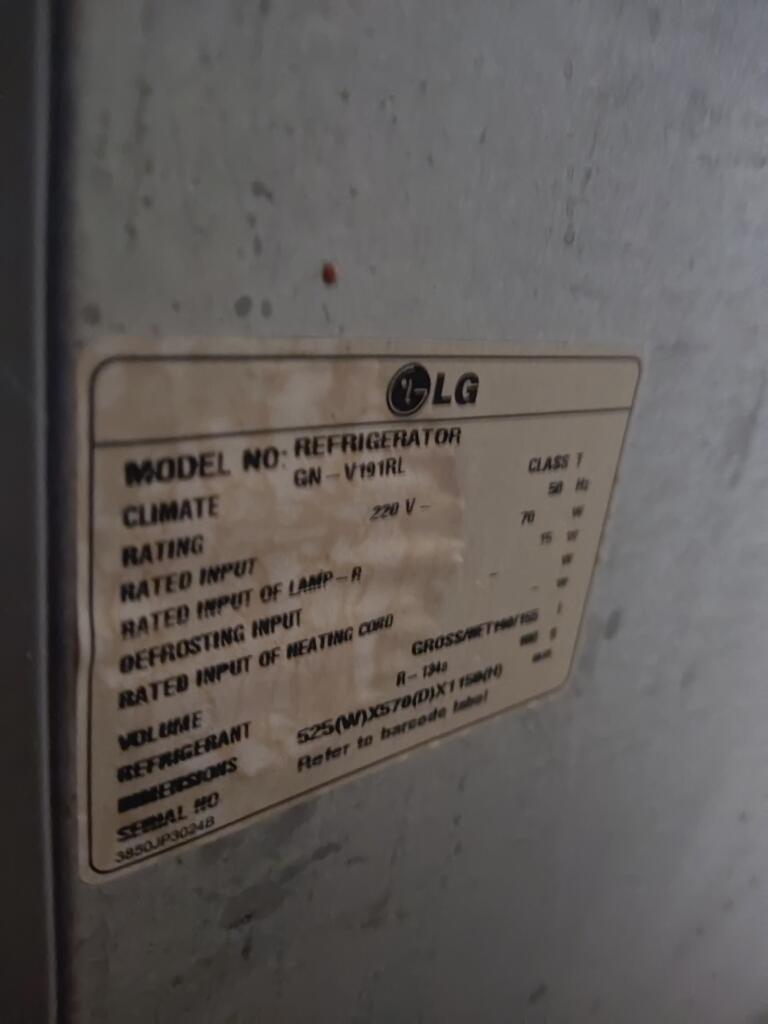 LG
REFRIGERATOR
MODEL NO: GN-V191RL
CLIMATE CLASS T
RATING 220 V~ 50 Hz
RATED INPUT 70 W
RATED INPUT OF LAMP-R 15 W
DEFROSTING INPUT - W
RATED INPUT OF HEATING CORD - W
VOLUME GROSS/NET l
REFRIGERANT R-134a g
DIMENSIONS 525(W)X570(D)X1150(H) mm
SERIAL NO Refer to barcode label
3850JP3024B